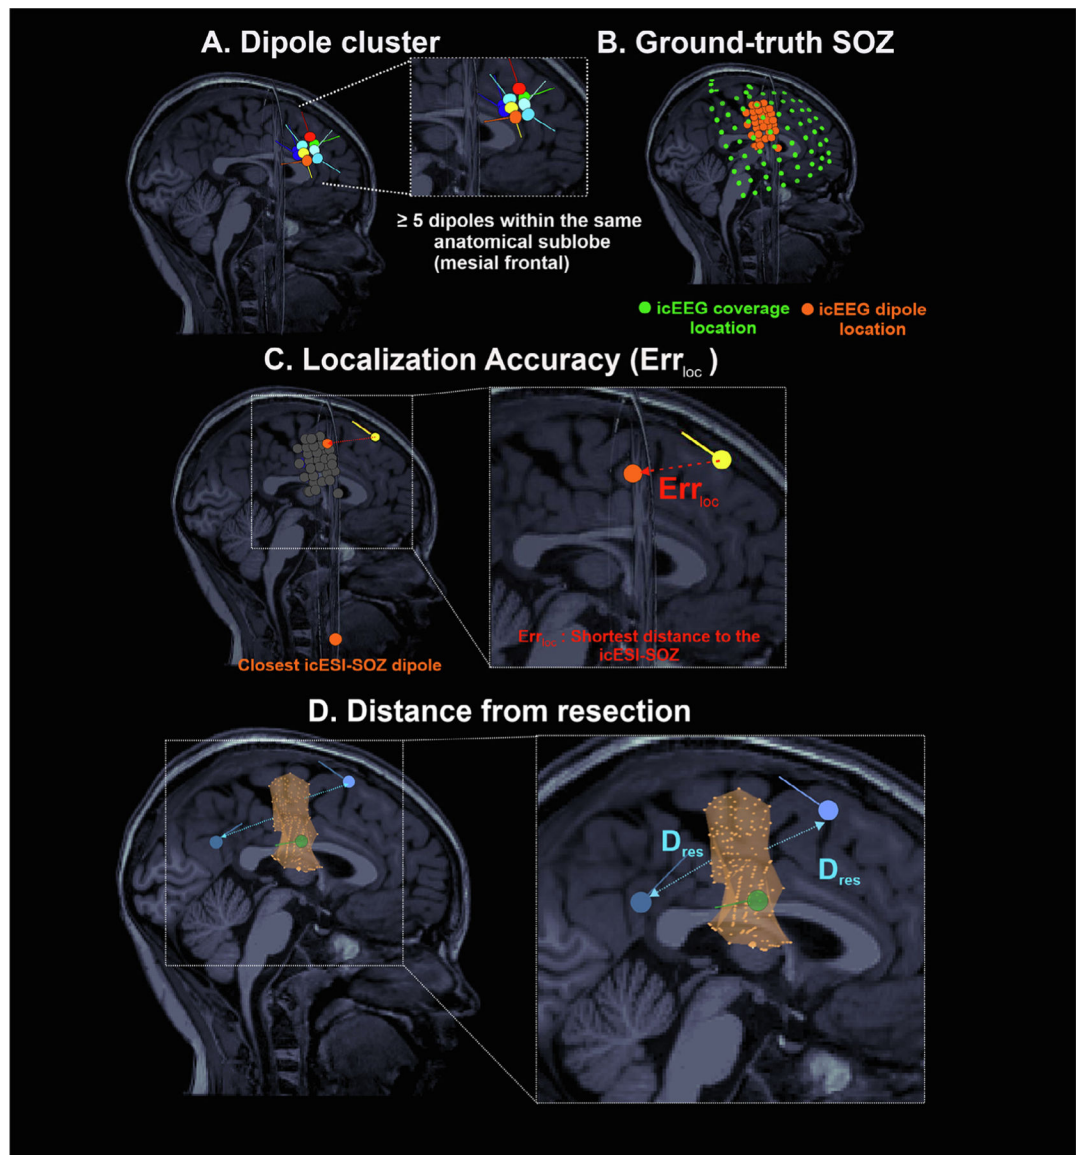 A. Dipole cluster
B. Ground-truth SOZ
≥ 5 dipoles within the same
anatomical sublobe
(mesial frontal)
icEEG coverage
location
icEEG dipole
location
C. Localization Accuracy (Errloc )
Errloc
Errloc : Shortest distance to the
icESI-SOZ
Closest icESI-SOZ dipole
D. Distance from resection
Dres
Dres